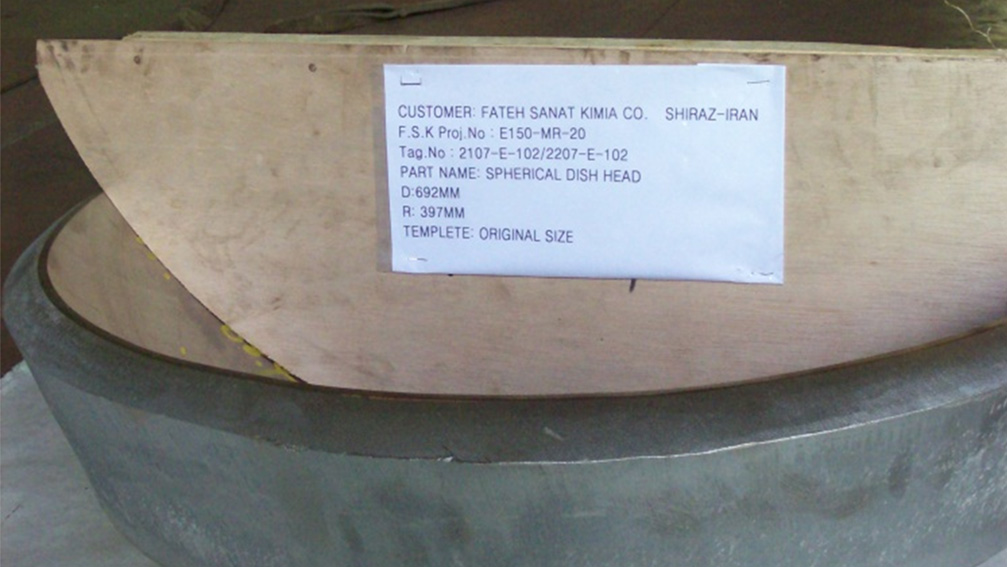 CUSTOMER: FATEH SANAT KIMIA CO. SHIRAZ-IRAN
F.S.K Proj.No : E150-MR-20
Tag.No : 2107-E-102/2207-E-102
PART NAME: SPHERICAL DISH HEAD
D:692MM
R: 397MM
TEMPLETE: ORIGINAL SIZE